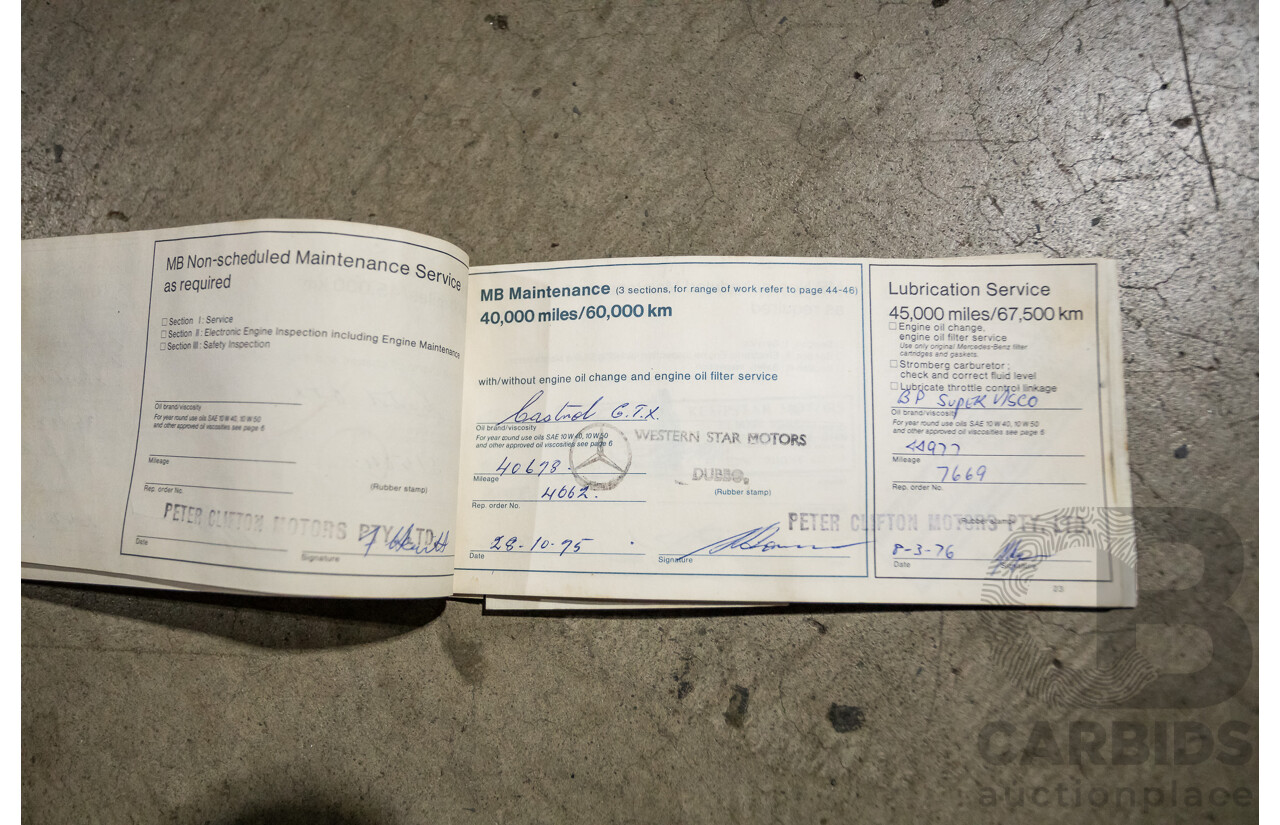 MB Non-scheduled Maintenance Service
as required
Section I : Service
Section II : Electronic Engine Inspection including Engine Maintenance
Section III : Safety Inspection
Oil brand/viscosity
For year round use oils SAE 10 W 40, 10 W 50
and other approved oil viscosities see page 6
Mileage
Rep. order No.
(Rubber stamp)
PETER CLIFTON MOTORS PTY. LTD.
Date
Signature
MB Maintenance (3 sections, for range of work refer to page 44-46)
40,000 miles/60,000 km
with/without engine oil change and engine oil filter service
Castrol G.T.X.
Oil brand/viscosity
For year round use oils SAE 10 W 40, 10 W 50
and other approved oil viscosities see page 6
WESTERN STAR MOTORS
40678.
Mileage
DUBBO.
4662.
(Rubber stamp)
Rep. order No.
28-10-75
Date
Signature
Lubrication Service
45,000 miles/67,500 km
Engine oil change,
engine oil filter service
Use only original Mercedes-Benz filter
cartridges and gaskets.
Stromberg carburetor:
check and correct fluid level
Lubricate throttle control linkage
BP SUPER VISCO
Oil brand/viscosity
For year round use oils SAE 10 W 40, 10 W 50
and other approved oil viscosities see page 6
44977
Mileage
7669
Rep. order No.
(Rubber stamp)
PETER CLIFTON MOTORS PTY. LTD.
8-3-76
Date
23
CARBIDS
auctionplace